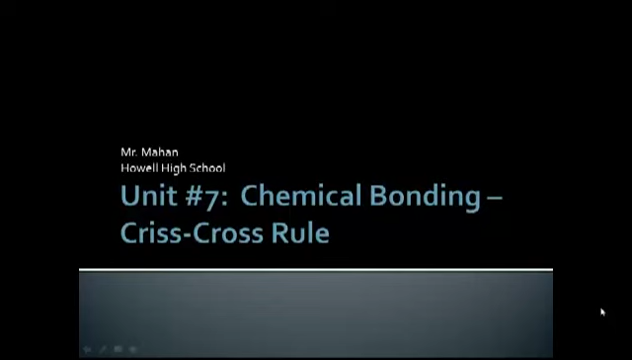 Mr. Mahan
Howell High School
Unit #7: Chemical Bonding –
Criss-Cross Rule